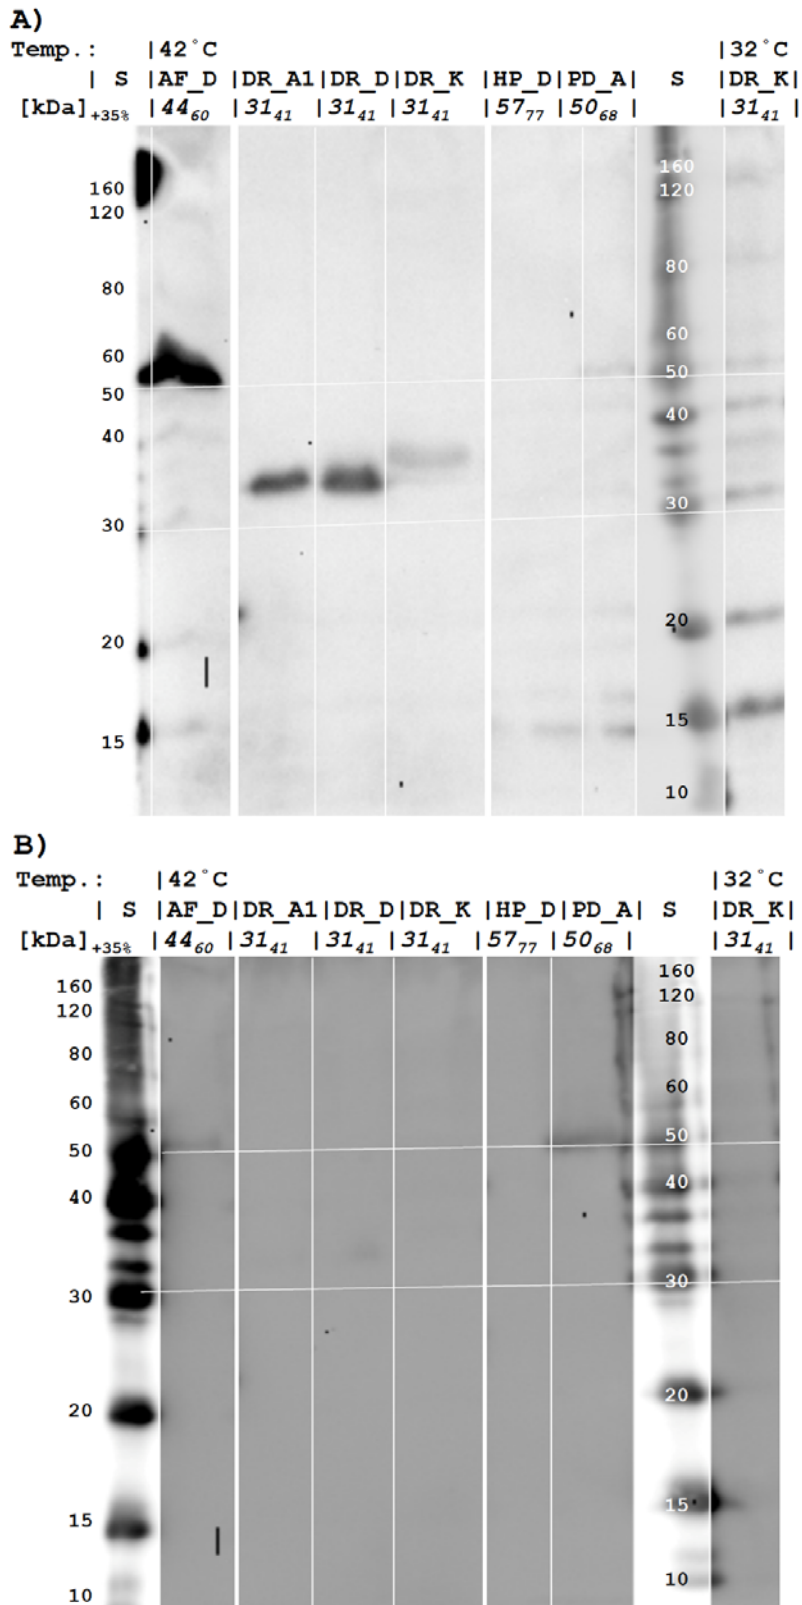 A)
Temp.: |42°C |32°C
| S |AF_D |DR_A1|DR_D|DR_K |HP_D|PD_A| S |DR_K|
[kDa]+35% |4460 |3141 |3141 |3141 |5777 |5068 | |3141 |
160 160
120 120
80 80
60 60
50 50
40 40
30 30
20 20
15 15
10
B)
Temp.: |42°C |32°C
| S |AF_D|DR_A1|DR_D|DR_K |HP_D|PD_A| S |DR_K|
[kDa]+35% |4460 |3141 |3141 |3141 |5777 |5068 | |3141 |
160 160
120 120
80 80
60 60
50 50
40 40
30 30
20 20
15 15
10 10